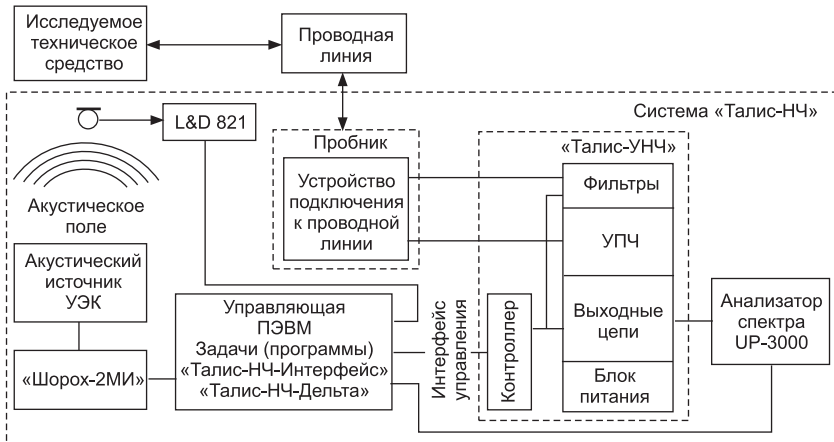 Исследуемое
техническое
средство
Проводная
линия
Система «Талис-НЧ»
L&D 821
Пробник
Устройство
подключения
к проводной
линии
«Талис-УНЧ»
Фильтры
УПЧ
Выходные
цепи
Блок
питания
Акустическое
поле
Акустический
источник
УЭК
«Шорох-2МИ»
Управляющая
ПЭВМ
Задачи (программы)
«Талис-НЧ-Интерфейс»
«Талис-НЧ-Дельта»
Интерфейс
управления
Контроллер
Анализатор
спектра
UP-3000